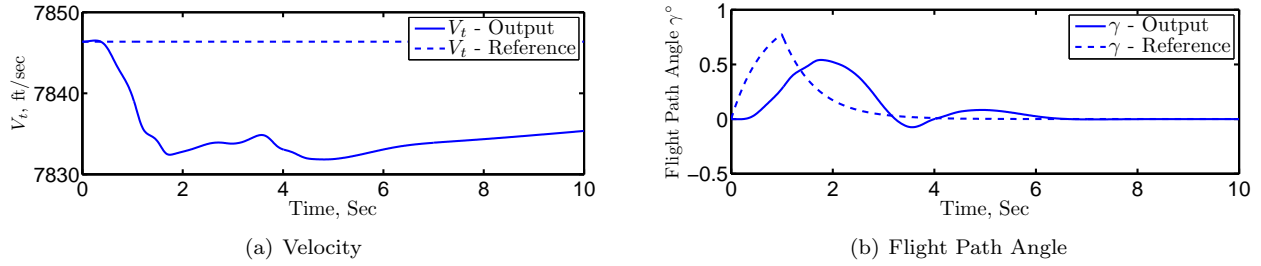 7850
7840
7830
V_t, ft/sec
V_t - Output
V_t - Reference
0 2 4 6 8 10
Time, Sec
(a) Velocity
1
0.5
0
−0.5
Flight Path Angle γ°
γ - Output
γ - Reference
0 2 4 6 8 10
Time, Sec
(b) Flight Path Angle